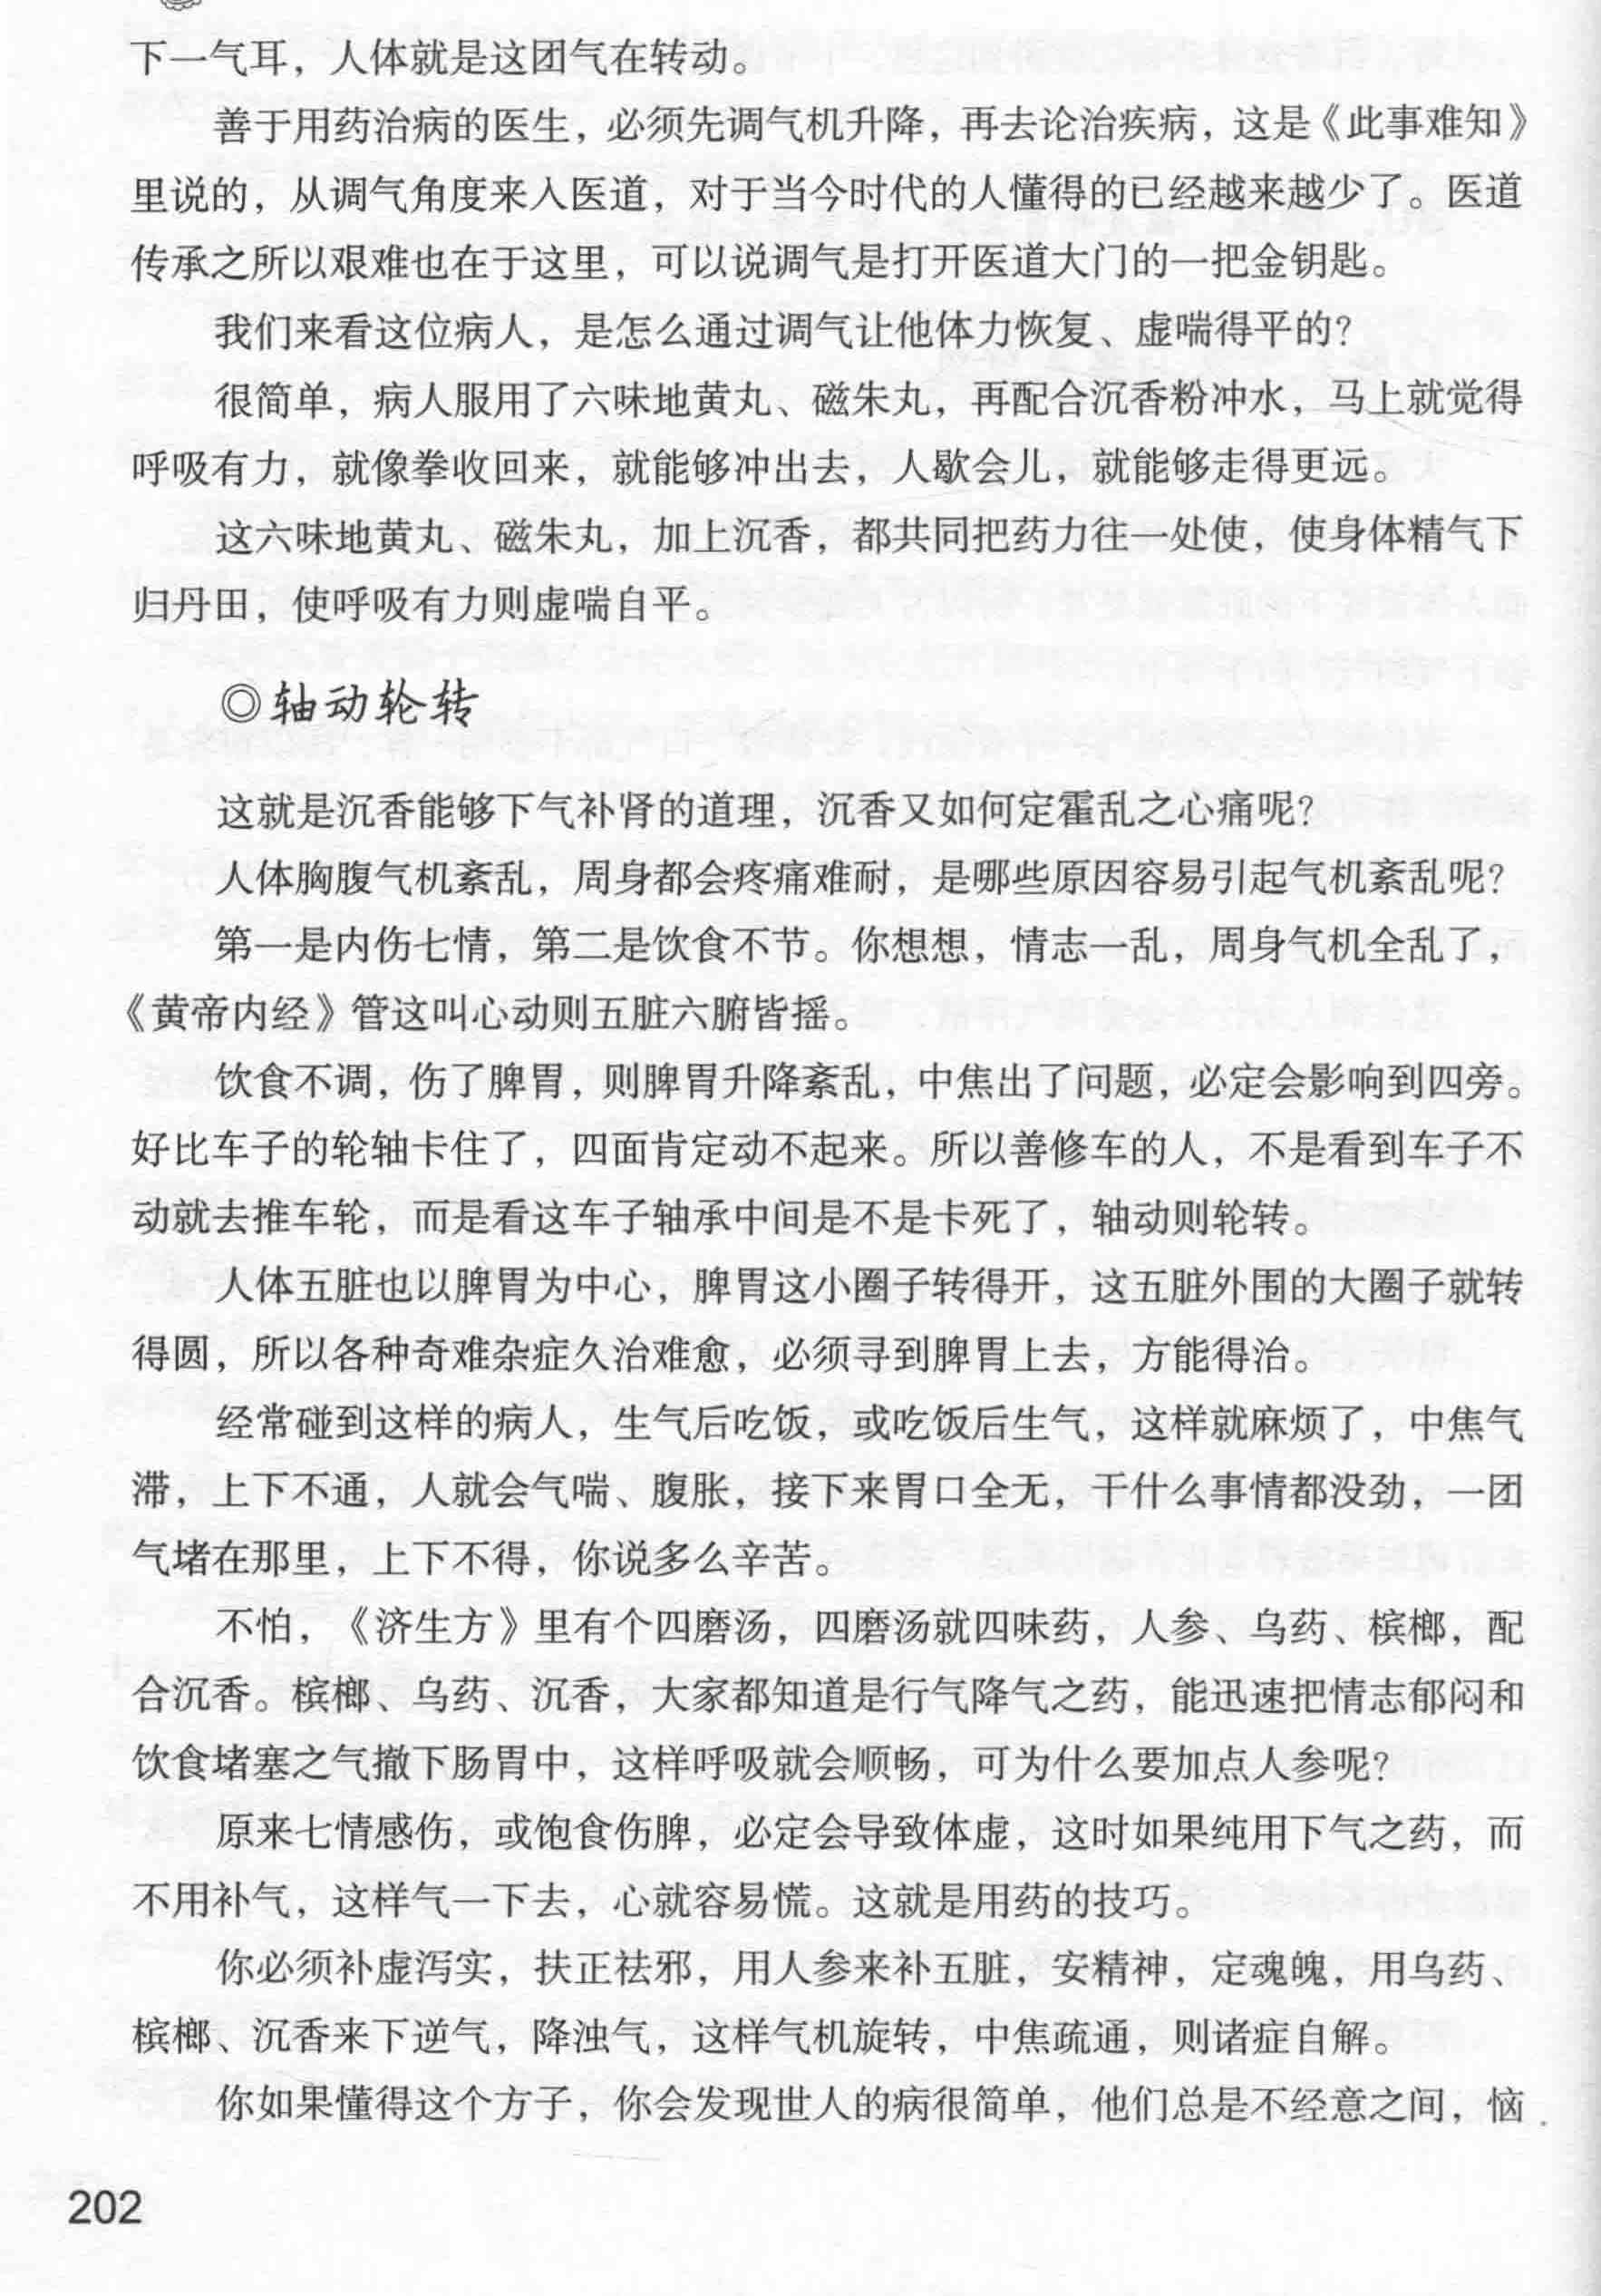 下一气耳，人体就是这团气在转动。
善于用药治病的医生，必须先调气机升降，再去论治疾病，这是《此事难知》
里说的，从调气角度来入医道，对于当今时代的人懂得的已经越来越少了。医道
传承之所以艰难也在于这里，可以说调气是打开医道大门的一把金钥匙。
我们来看这位病人，是怎么通过调气让他体力恢复、虚喘得平的？
很简单，病人服用了六味地黄丸、磁朱丸，再配合沉香粉冲水，马上就觉得
呼吸有力，就像拳收回来，就能够冲出去，人歇会儿，就能够走得更远。
这六味地黄丸、磁朱丸，加上沉香，都共同把药力往一处使，使身体精气下
归丹田，使呼吸有力则虚喘自平。
◎轴动轮转
这就是沉香能够下气补肾的道理，沉香又如何定霍乱之心痛呢？
人体胸腹气机紊乱，周身都会疼痛难耐，是哪些原因容易引起气机紊乱呢？
第一是内伤七情，第二是饮食不节。你想想，情志一乱，周身气机全乱了，
《黄帝内经》管这叫心动则五脏六腑皆摇。
饮食不调，伤了脾胃，则脾胃升降紊乱，中焦出了问题，必定会影响到四旁。
好比车子的轮轴卡住了，四面肯定动不起来。所以善修车的人，不是看到车子不
动就去推车轮，而是看这车子轴承中间是不是卡死了，轴动则轮转。
人体五脏也以脾胃为中心，脾胃这小圈子转得开，这五脏外围的大圈子就转
得圆，所以各种奇难杂症久治难愈，必须寻到脾胃上去，方能得治。
经常碰到这样的病人，生气后吃饭，或吃饭后生气，这样就麻烦了，中焦气
滞，上下不通，人就会气喘、腹胀，接下来胃口全无，干什么事情都没劲，一团
气堵在那里，上下不得，你说多么辛苦。
不怕，《济生方》里有个四磨汤，四磨汤就四味药，人参、乌药、槟榔，配
合沉香。槟榔、乌药、沉香，大家都知道是行气降气之药，能迅速把情志郁闷和
饮食堵塞之气撤下肠胃中，这样呼吸就会顺畅，可为什么要加点人参呢？
原来七情感伤，或饱食伤脾，必定会导致体虚，这时如果纯用下气之药，而
不用补气，这样气一下去，心就容易慌。这就是用药的技巧。
你必须补虚泻实，扶正祛邪，用人参来补五脏，安精神，定魂魄，用乌药、
槟榔、沉香来下逆气，降浊气，这样气机旋转，中焦疏通，则诸症自解。
你如果懂得这个方子，你会发现世人的病很简单，他们总是不经意之间，恼
202